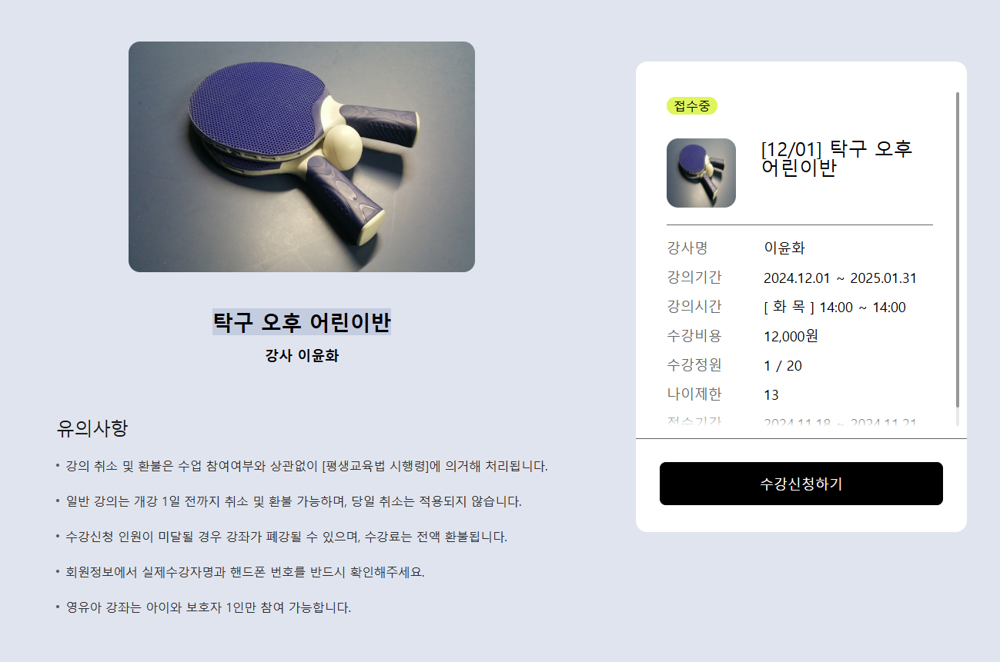 탁구 오후 어린이반
강사 이윤화
유의사항
• 강의 취소 및 환불은 수업 참여여부와 상관없이 [평생교육법 시행령]에 의거해 처리됩니다.
• 일반 강의는 개강 1일 전까지 취소 및 환불 가능하며, 당일 취소는 적용되지 않습니다.
• 수강신청 인원이 미달될 경우 강좌가 폐강될 수 있으며, 수강료는 전액 환불됩니다.
• 회원정보에서 실제수강자명과 핸드폰 번호를 반드시 확인해주세요.
• 영유아 강좌는 아이와 보호자 1인만 참여 가능합니다.
접수중
[12/01] 탁구 오후
어린이반
강사명 이윤화
강의기간 2024.12.01 ~ 2025.01.31
강의시간 [ 화 목 ] 14:00 ~ 14:00
수강비용 12,000원
수강정원 1 / 20
나이제한 13
접수기간 2024.11.18 ~ 2024.11.21
수강신청하기